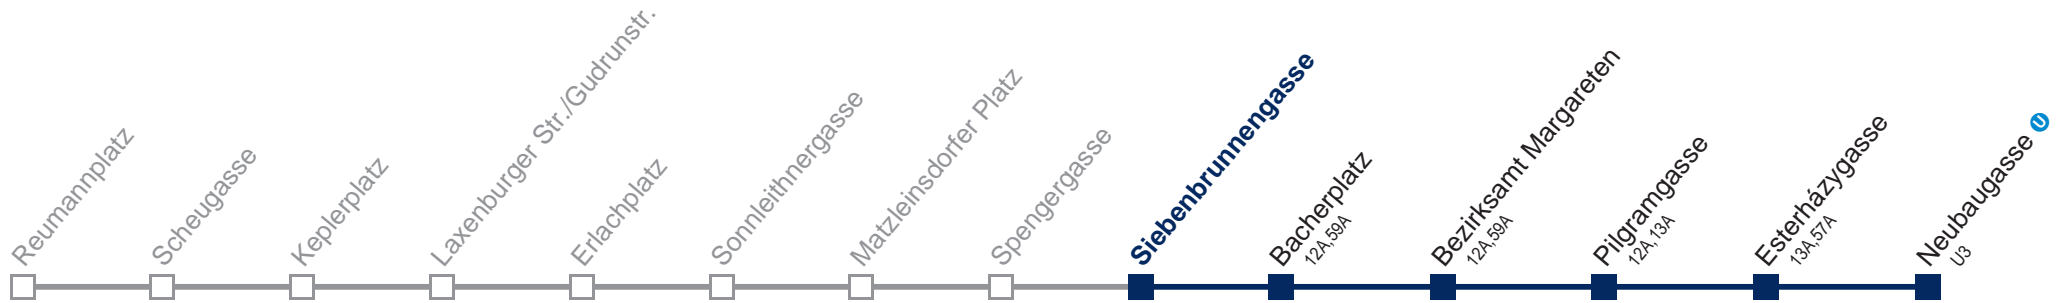 Reumannplatz
Scheugasse
Keplerplatz
Laxenburger Str./Gudrunstr.
Erlachplatz
Sonnleithnergasse
Matzleinsdorfer Platz
Spengergasse
Siebenbrunnengasse
Bacherplatz
12A,59A
Bezirksamt Margareten
12A,59A
Pilgramgasse
12A,13A
Esterházygasse
13A,57A
Neubaugasse U
U3